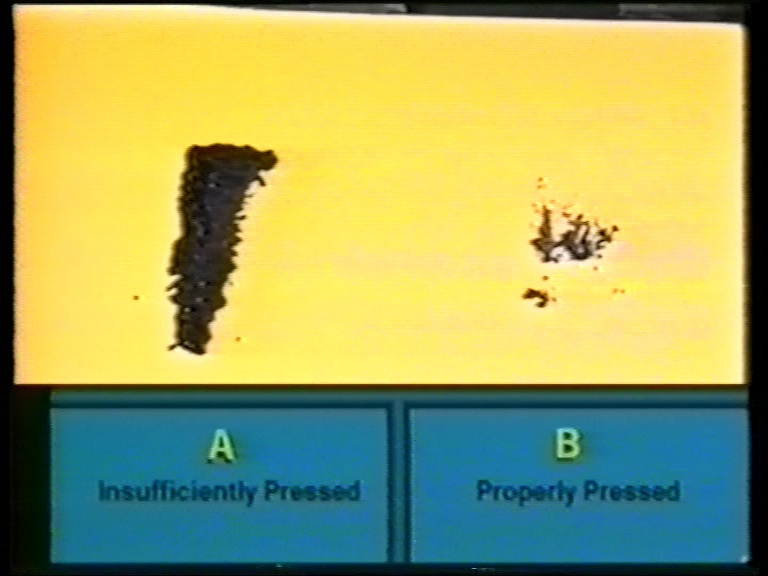 A
Insufficiently Pressed
B
Properly Pressed